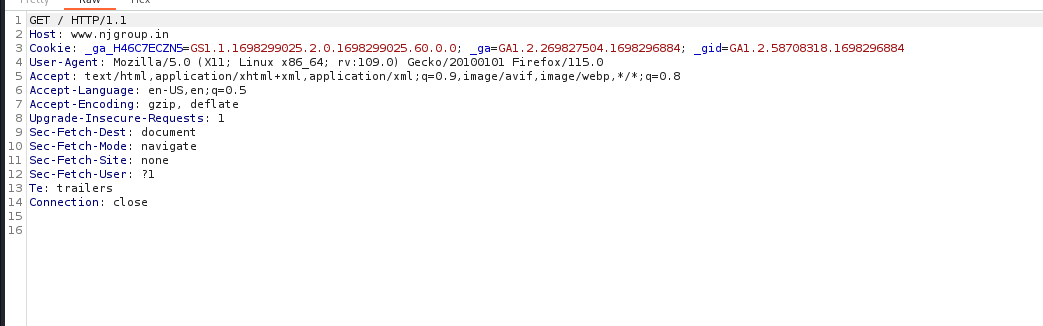 Pretty Raw Hex
1 GET / HTTP/1.1
2 Host: www.njgroup.in
3 Cookie: _ga_H46C7ECZN5=GS1.1.1698299025.2.0.1698299025.60.0.0; _ga=GA1.2.269827504.1698296884; _gid=GA1.2.58708318.1698296884
4 User-Agent: Mozilla/5.0 (X11; Linux x86_64; rv:109.0) Gecko/20100101 Firefox/115.0
5 Accept: text/html,application/xhtml+xml,application/xml;q=0.9,image/avif,image/webp,*/*;q=0.8
6 Accept-Language: en-US,en;q=0.5
7 Accept-Encoding: gzip, deflate
8 Upgrade-Insecure-Requests: 1
9 Sec-Fetch-Dest: document
10 Sec-Fetch-Mode: navigate
11 Sec-Fetch-Site: none
12 Sec-Fetch-User: ?1
13 Te: trailers
14 Connection: close
15
16